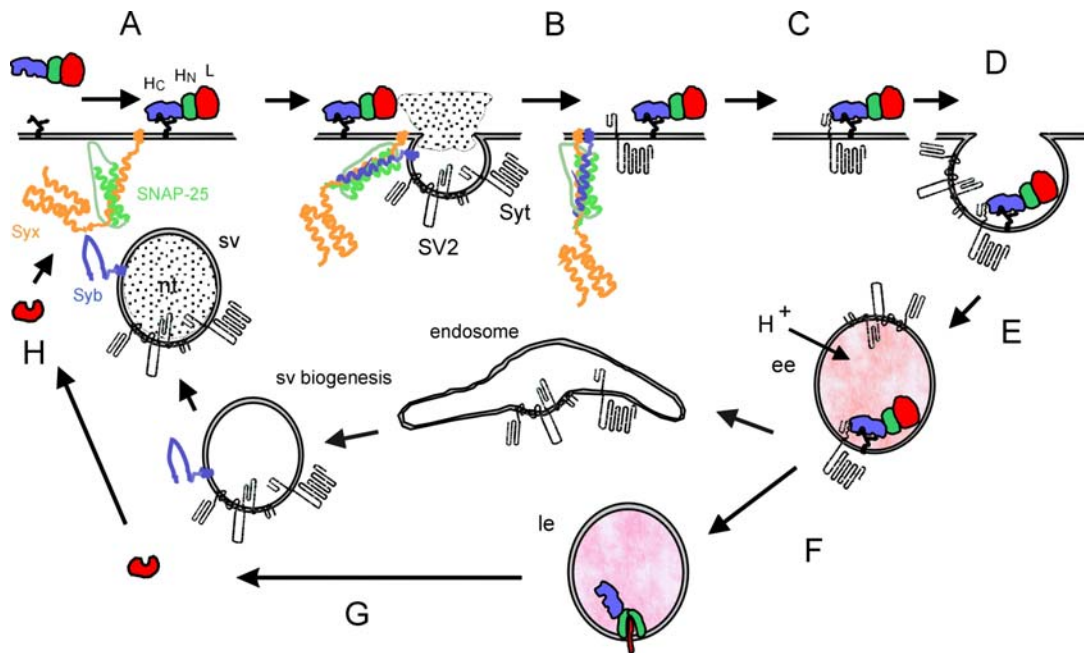 A
B
C
D
HC
HN
L
SNAP-25
Syx
sv
Syb
nt
Syt
SV2
H
endosome
sv biogenesis
H+
ee
E
le
F
G